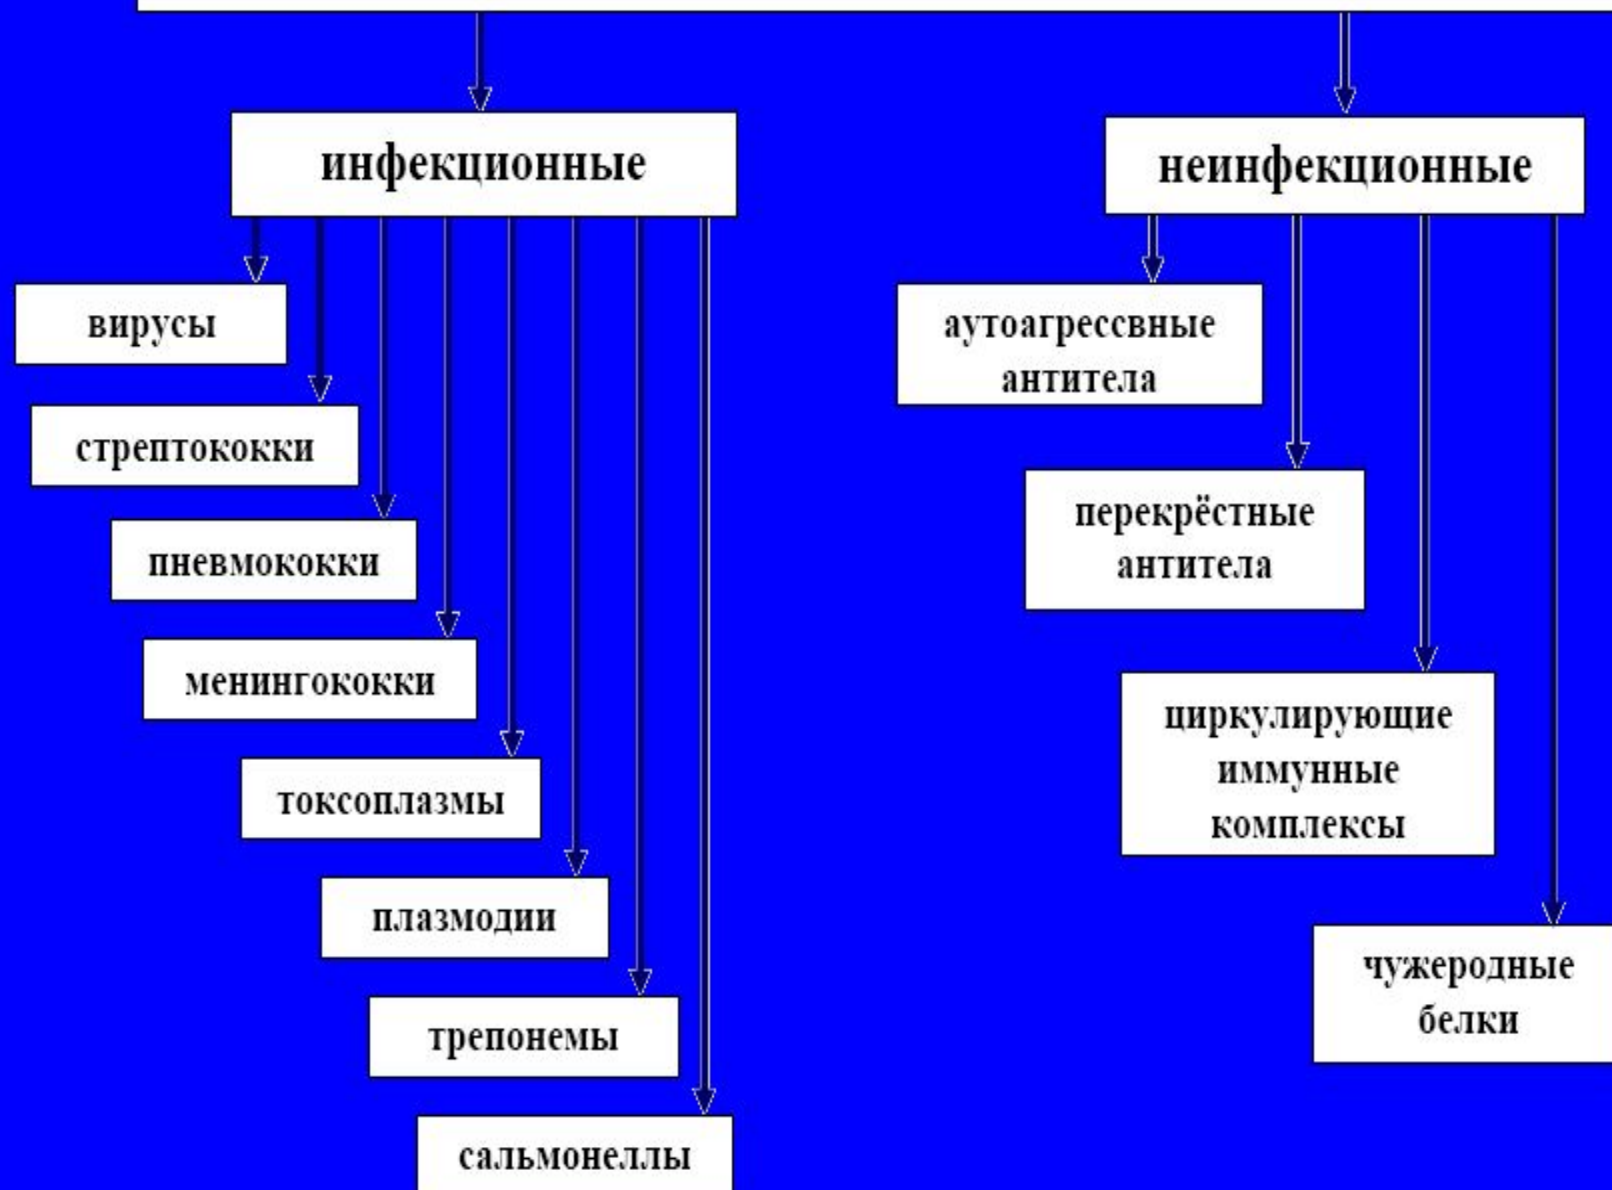 инфекционные
вирусы
стрептококки
пневмококки
менингококки
токсоплазмы
плазмодии
трепонемы
сальмонеллы
неинфекционные
аутоагрессвные
антитела
перекрёстные
антитела
циркулирующие
иммунные
комплексы
чужеродные
белки